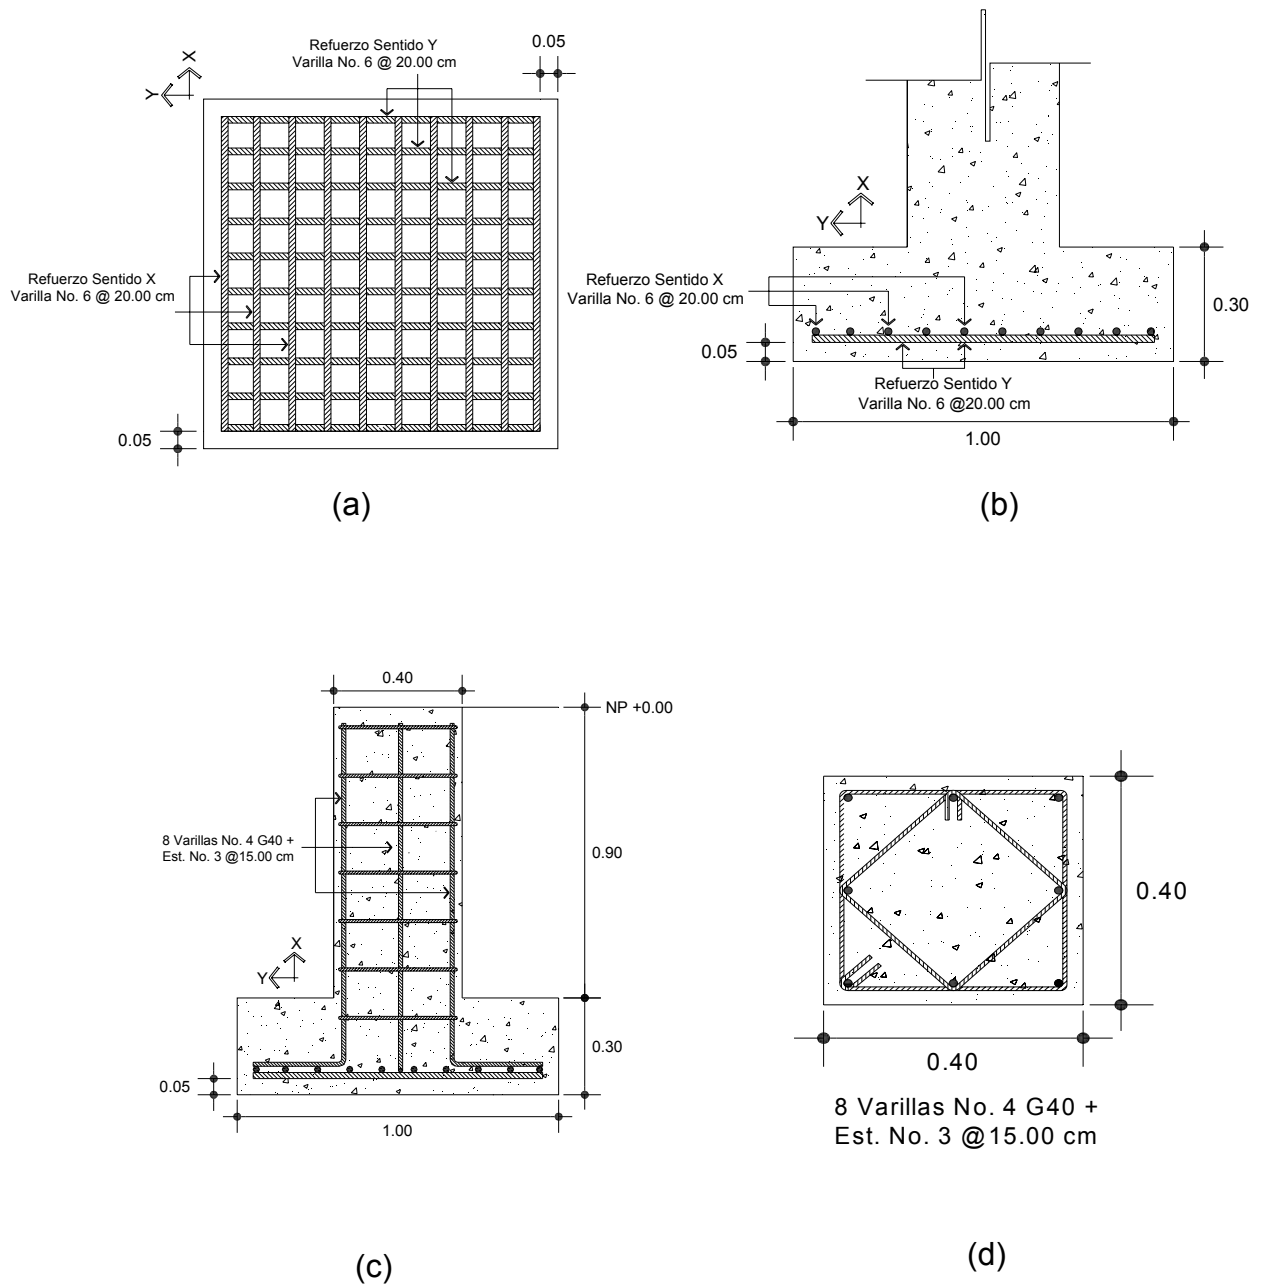 Refuerzo Sentido Y
Varilla No. 6 @ 20.00 cm
0.05
X
Y
Refuerzo Sentido X
Varilla No. 6 @ 20.00 cm
0.05
(a)
X
Y
Refuerzo Sentido X
Varilla No. 6 @ 20.00 cm
0.30
0.05
Refuerzo Sentido Y
Varilla No. 6 @20.00 cm
1.00
(b)
0.40
NP +0.00
8 Varillas No. 4 G40 +
Est. No. 3 @15.00 cm
0.90
X
Y
0.30
0.05
1.00
(c)
0.40
0.40
8 Varillas No. 4 G40 +
Est. No. 3 @15.00 cm
(d)